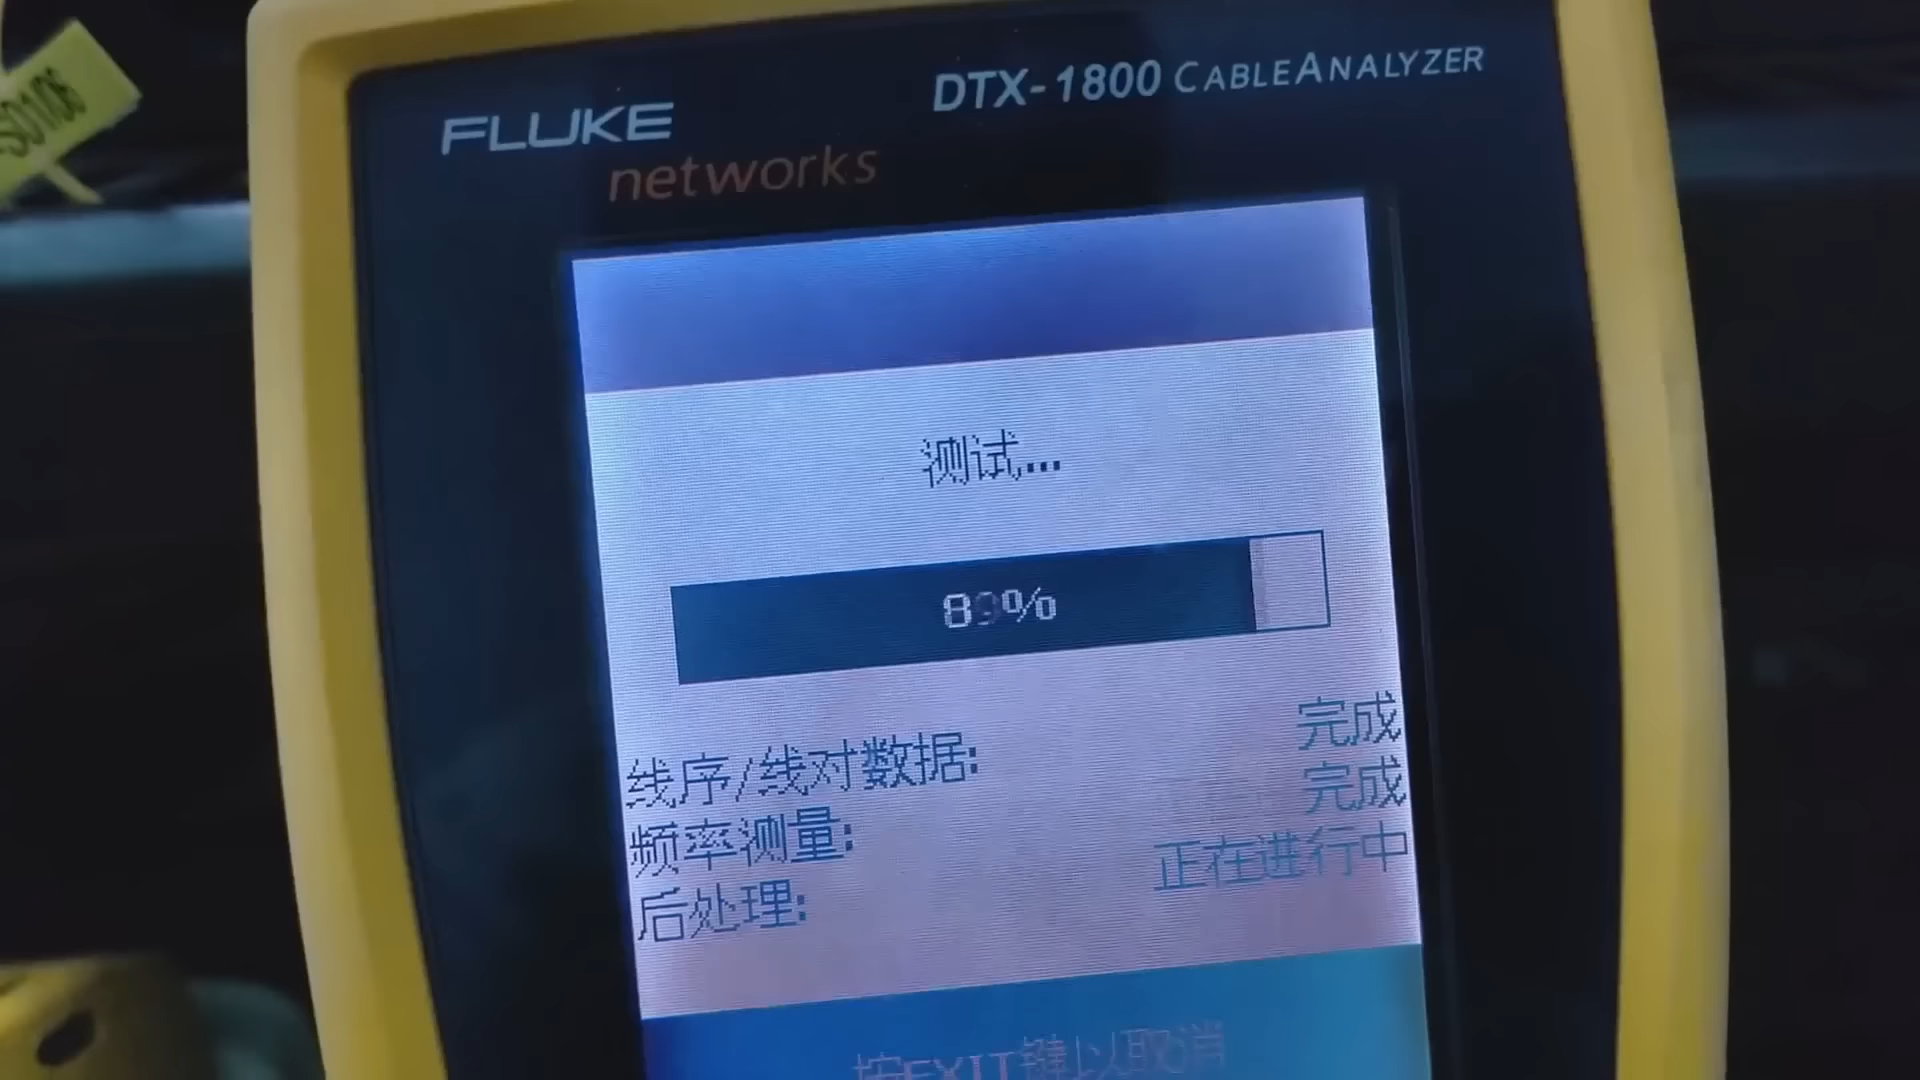 S01/06
FLUKE
networks
DTX-1800 CABLEANALYZER
测试...
89%
线序/线对数据: 完成
频率测量: 完成
后处理: 正在进行中
按EXIT键以取消